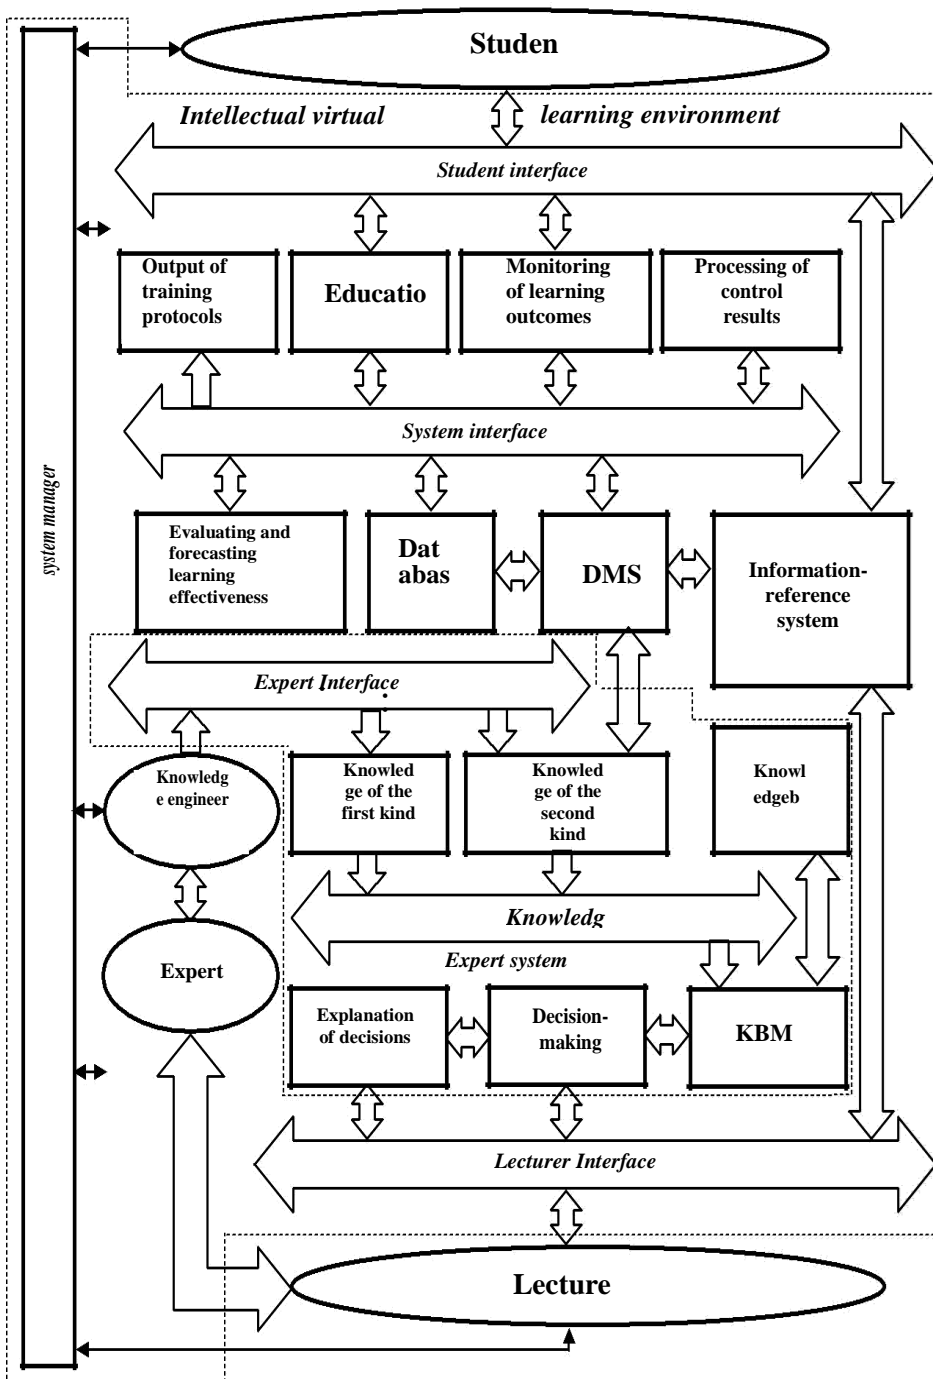 Studen
Intellectual virtual learning environment
Student interface
Output of
training
protocols
Educatio
Monitoring
of learning
outcomes
Processing of
control
results
System interface
system manager
Evaluating and
forecasting
learning
effectiveness
Dat
abas
DMS
Information-
reference
system
Expert Interface
Knowledg
e engineer
Knowled
ge of the
first kind
Knowled
ge of the
second
kind
Knowl
edgeb
Knowledg
Expert system
Expert
Explanation
of decisions
Decision-
making
KBM
Lecturer Interface
Lecture